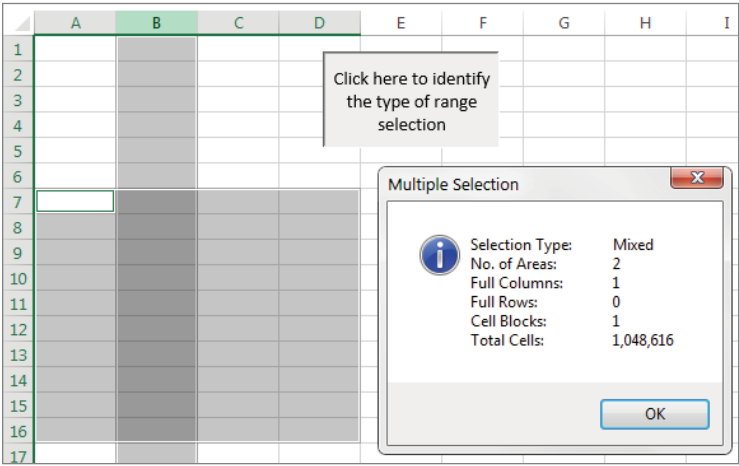 A B C D E F G H I
1
2
3
4
5
6
7
8
9
10
11
12
13
14
15
16
17
Click here to identify
the type of range
selection
Multiple Selection
Selection Type: Mixed
No. of Areas: 2
Full Columns: 1
Full Rows: 0
Cell Blocks: 1
Total Cells: 1,048,616
OK